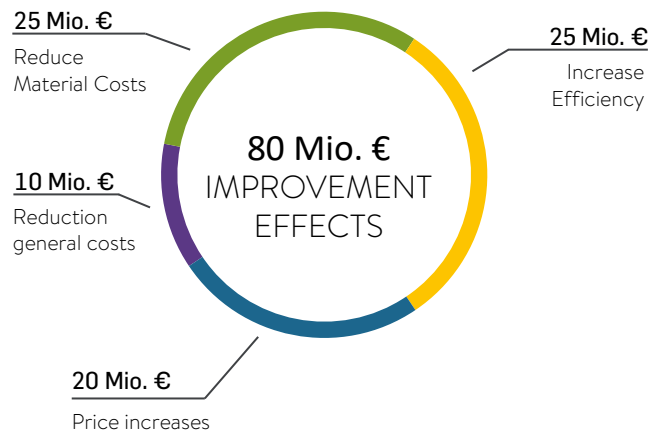 25 Mio. €
Reduce
Material Costs
25 Mio. €
Increase
Efficiency
80 Mio. €
IMPROVEMENT
EFFECTS
10 Mio. €
Reduction
general costs
20 Mio. €
Price increases